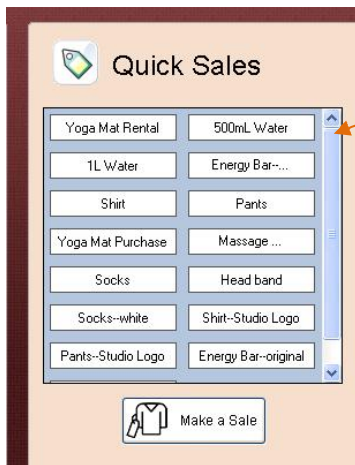 Quick Sales
Yoga Mat Rental 500mL Water
1L Water Energy Bar--...
Shirt Pants
Yoga Mat Purchase Massage ...
Socks Head band
Socks--white Shirt--Studio Logo
Pants--Studio Logo Energy Bar--original
Make a Sale